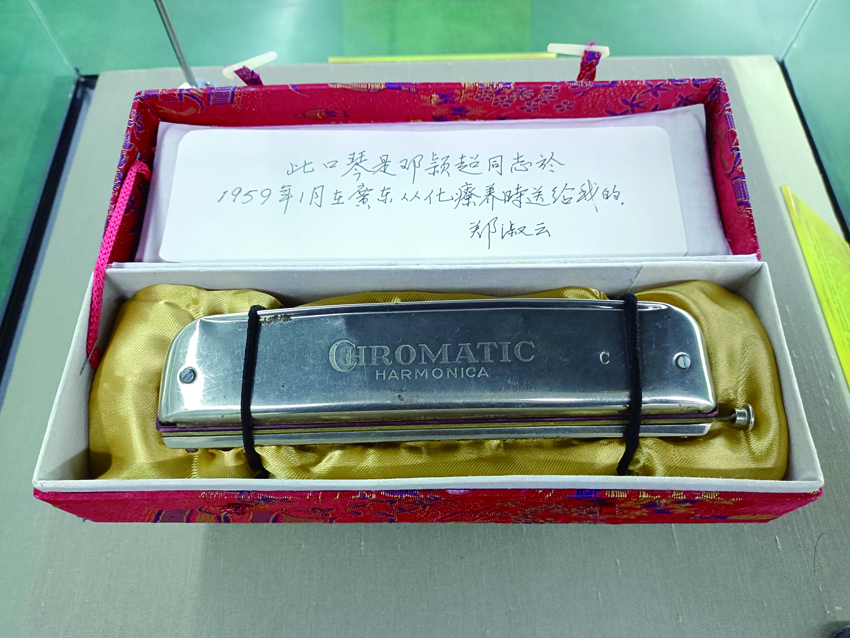 此口琴是邓颖超同志於
1959年1月在广东从化療养時送给我的.
郑淑云
CHROMATIC
C
HARMONICA